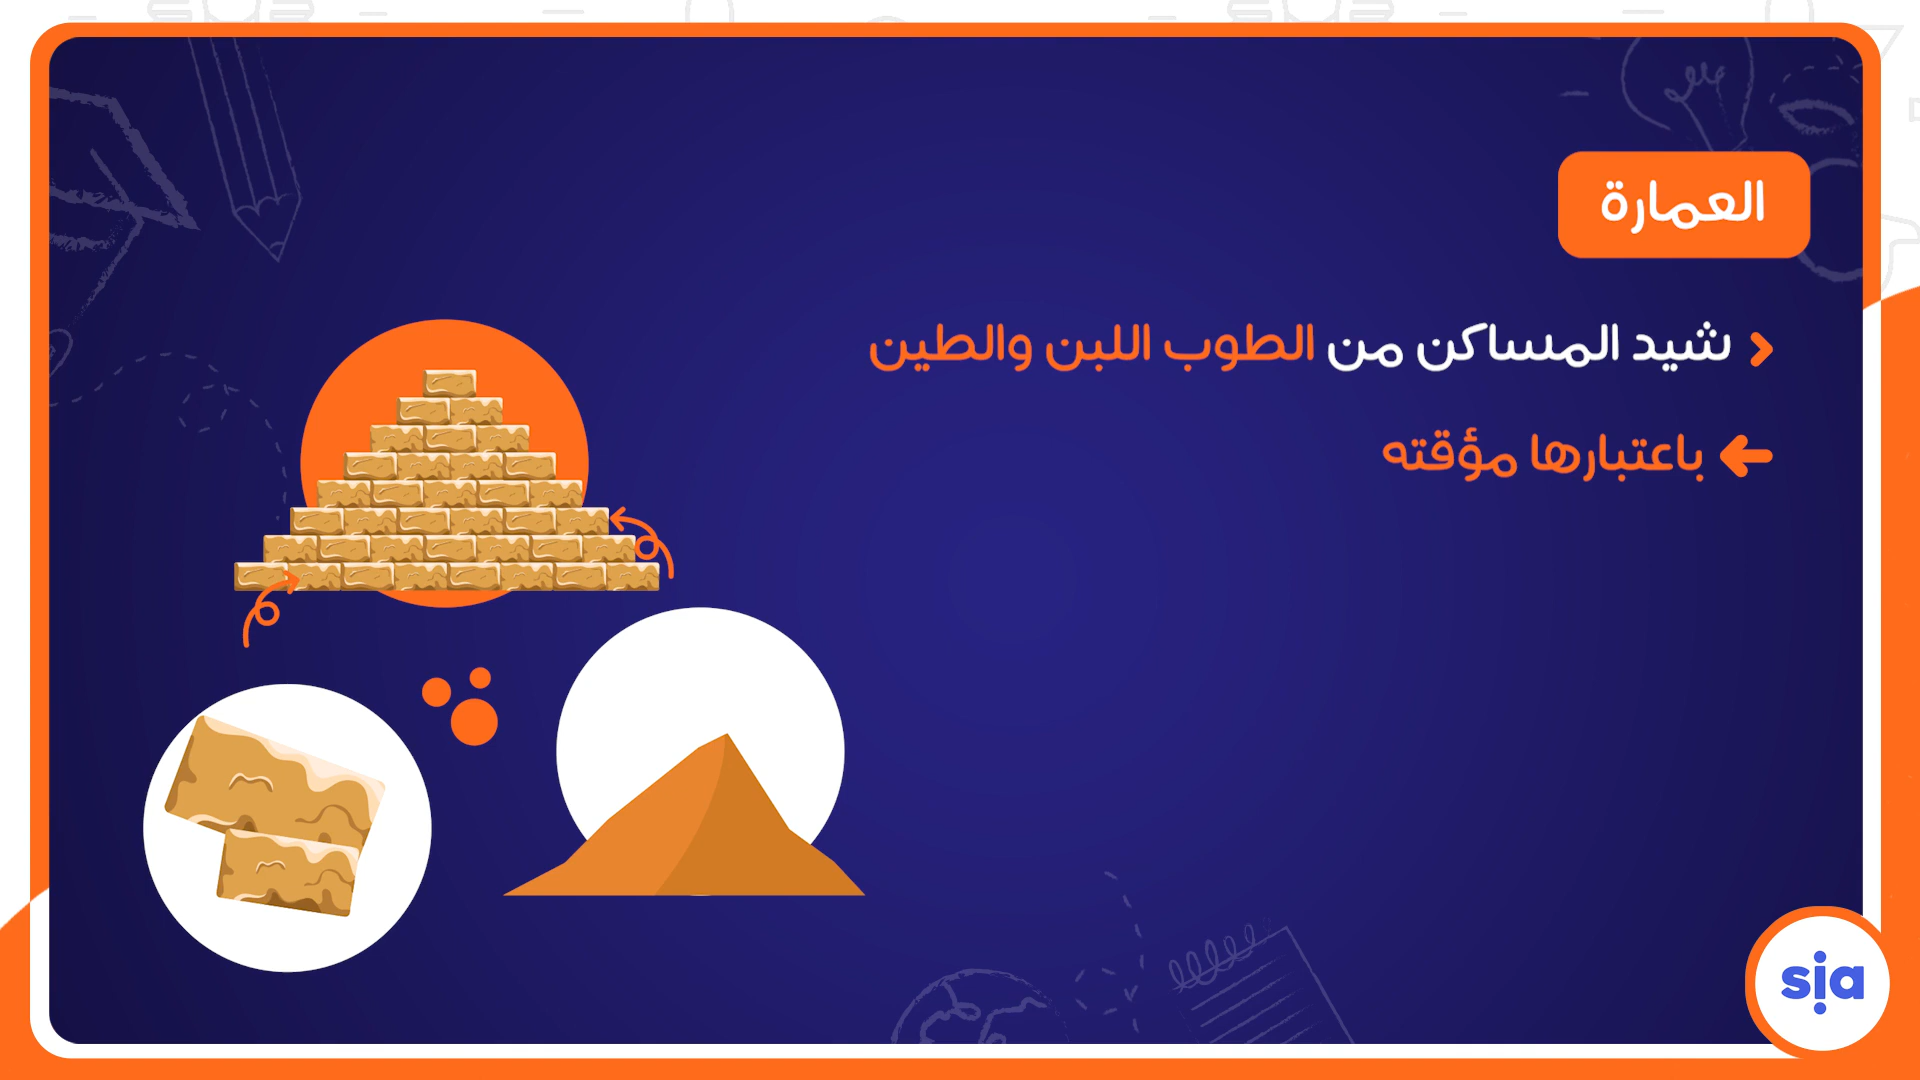 العمارة
شيد المساكن من الطوب اللبن والطين
باعتبارها مؤقته
sia